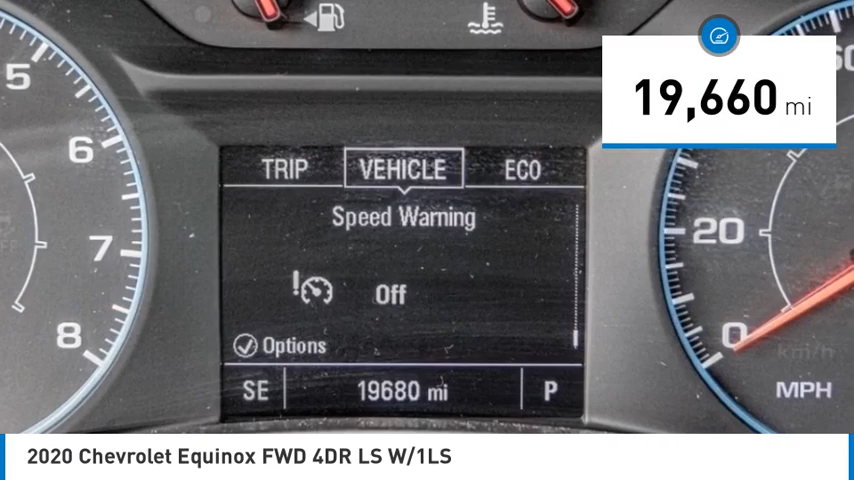 19,660 mi
5
6
7
8
TRIP VEHICLE ECO
Speed Warning
Off
Options
SE 19680 mi P
20
0
km/h
MPH
2020 Chevrolet Equinox FWD 4DR LS W/1LS